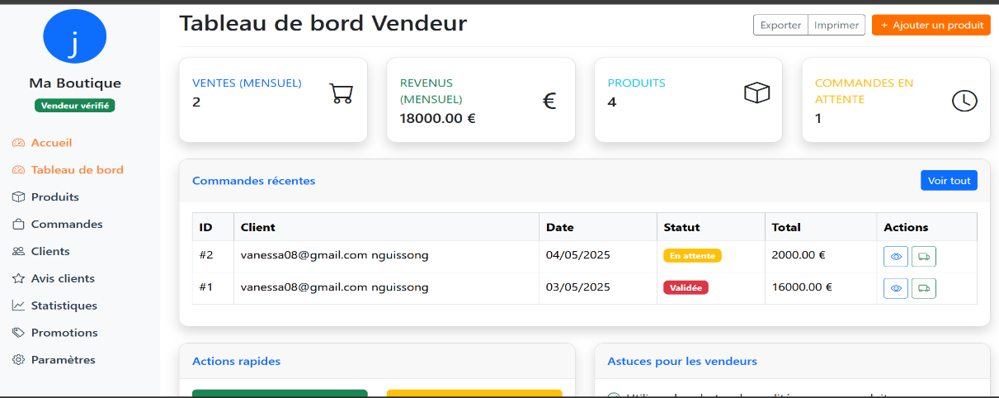 j
Ma Boutique
Vendeur vérifié
Accueil
Tableau de bord
Produits
Commandes
Clients
Avis clients
Statistiques
Promotions
Paramètres
Tableau de bord Vendeur
Exporter Imprimer + Ajouter un produit
VENTES (MENSUEL)
2
REVENUS
(MENSUEL)
18000.00 €
€
PRODUITS
4
COMMANDES EN
ATTENTE
1
Commandes récentes Voir tout
ID Client Date Statut Total Actions
#2 vanessa08@gmail.com nguissong 04/05/2025 En attente 2000.00 €
#1 vanessa08@gmail.com nguissong 03/05/2025 Validée 16000.00 €
Actions rapides
Astuces pour les vendeurs